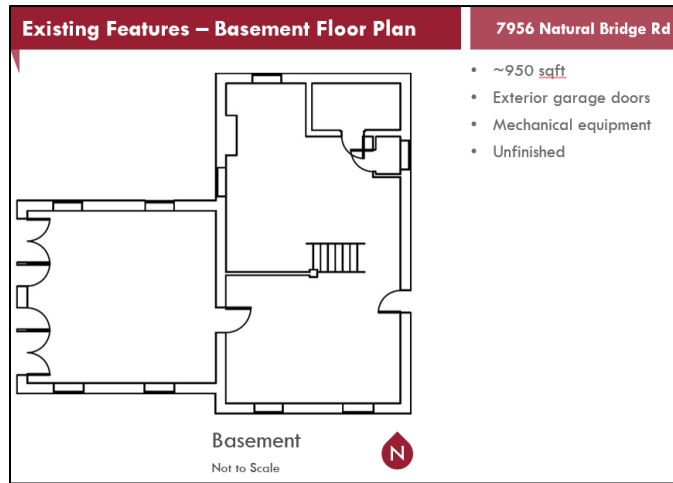 Existing Features – Basement Floor Plan
7956 Natural Bridge Rd
• ~950 sqft
• Exterior garage doors
• Mechanical equipment
• Unfinished
Basement
Not to Scale
N